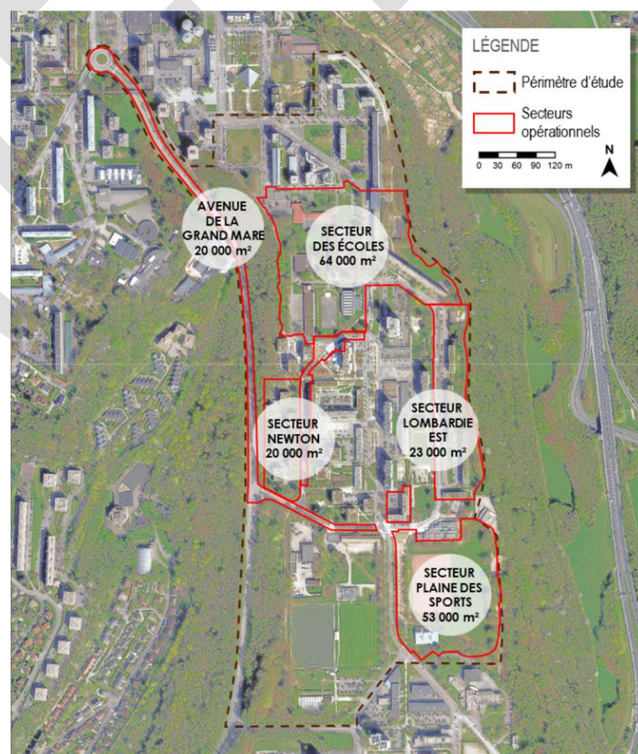 LÉGENDE
Périmètre d'étude
Secteurs
opérationnels
0 30 60 90 120 m
N
AVENUE
DE LA
GRAND MARE
20 000 m²
SECTEUR
DES ÉCOLES
64 000 m²
SECTEUR
NEWTON
20 000 m²
SECTEUR
LOMBARDIE
EST
23 000 m²
SECTEUR
PLAINE DES
SPORTS
53 000 m²